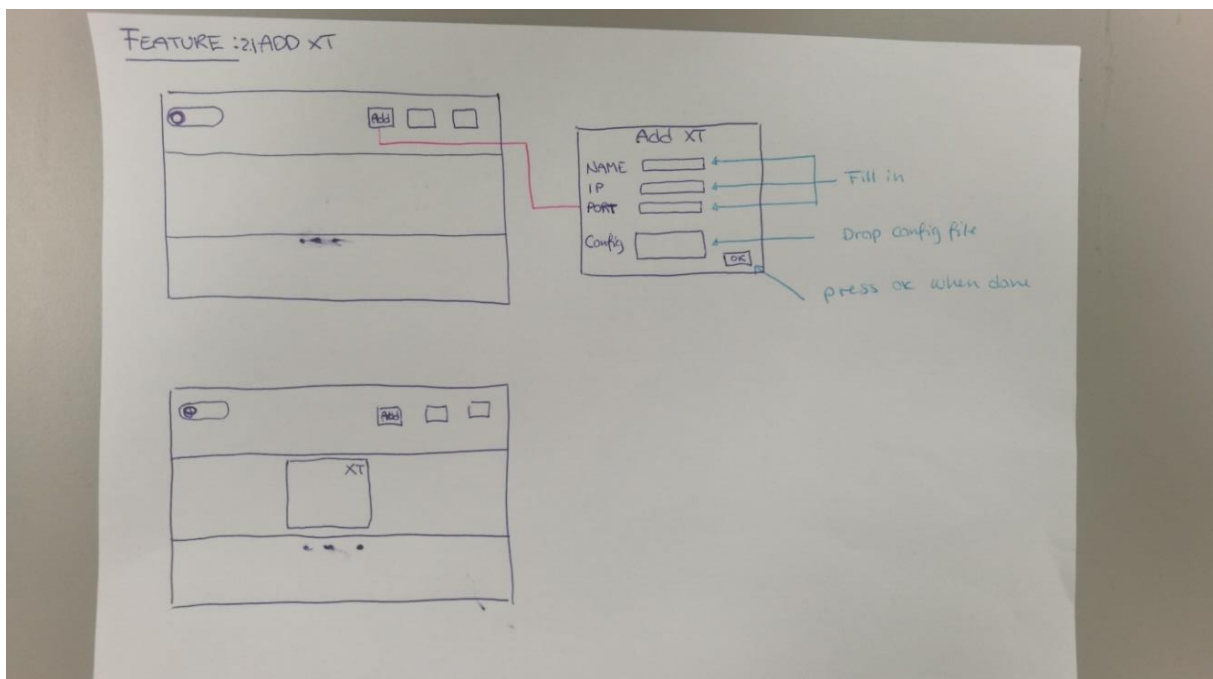 FEATURE : 2.1 ADD XT
Add
Add XT
NAME
IP
PORT
Config
OK
Fill in
Drop config file
press ok when done
Add
XT